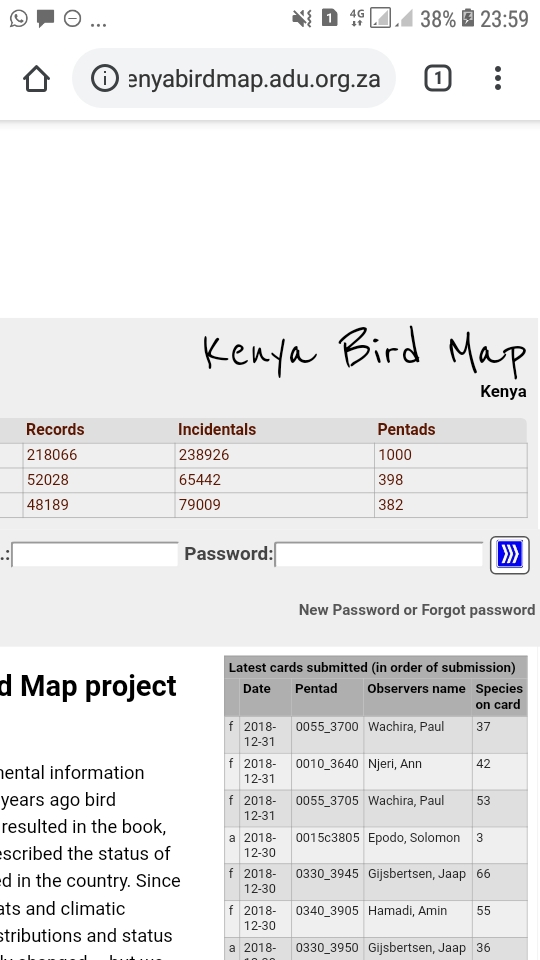 4G 38% 23:59
enyabirdmap.adu.org.za 1
Kenya Bird Map
Kenya
Records Incidentals Pentads
218066 238926 1000
52028 65442 398
48189 79009 382
.: Password:
New Password or Forgot password
d Map project
nental information
years ago bird
resulted in the book,
escribed the status of
ed in the country. Since
ats and climatic
stributions and status
Latest cards submitted (in order of submission)
Date Pentad Observers name Species
on card
f 2018- 0055_3700 Wachira, Paul 37
12-31
f 2018- 0010_3640 Njeri, Ann 42
12-31
f 2018- 0055_3705 Wachira, Paul 53
12-31
a 2018- 0015c3805 Epodo, Solomon 3
12-30
f 2018- 0330_3945 Gijsbertsen, Jaap 66
12-30
f 2018- 0340_3905 Hamadi, Amin 55
12-30
a 2018- 0330_3950 Gijsbertsen, Jaap 36